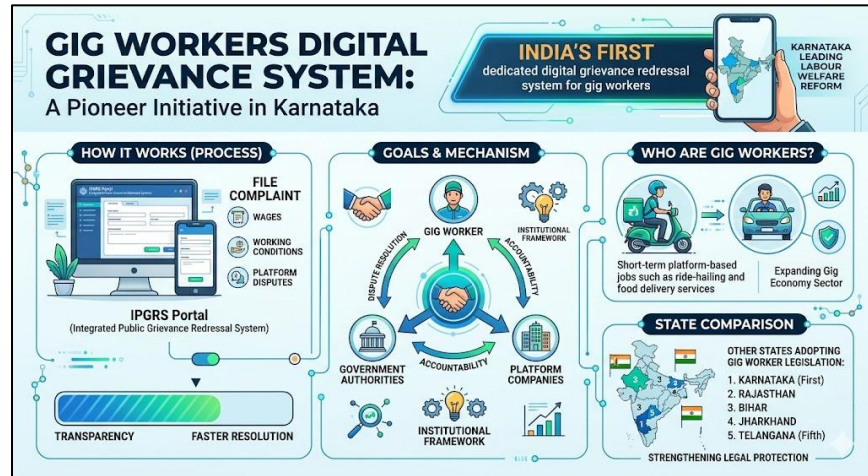 GIG WORKERS DIGITAL
GRIEVANCE SYSTEM:
A Pioneer Initiative in Karnataka
INDIA'S FIRST
dedicated digital grievance redressal
system for gig workers
KARNATAKA
LEADING
LABOUR
WELFARE
REFORM
HOW IT WORKS (PROCESS)
IPGRS Portal
FILE
COMPLAINT
WAGES
WORKING
CONDITIONS
PLATFORM
DISPUTES
IPGRS Portal
(Integrated Public Grievance Redressal System)
TRANSPARENCY
FASTER RESOLUTION
GOALS & MECHANISM
GIG WORKER
INSTITUTIONAL
FRAMEWORK
DISPUTE RESOLUTION
ACCOUNTABILITY
GOVERNMENT
AUTHORITIES
ACCOUNTABILITY
PLATFORM
COMPANIES
INSTITUTIONAL
FRAMEWORK
WHO ARE GIG WORKERS?
Short-term platform-based
jobs such as ride-hailing and
food delivery services
Expanding Gig
Economy Sector
STATE COMPARISON
OTHER STATES ADOPTING
GIG WORKER LEGISLATION:
1. KARNATAKA (First)
2. RAJASTHAN
3. BIHAR
4. JHARKHAND
5. TELANGANA (Fifth)
STRENGTHENING LEGAL PROTECTION